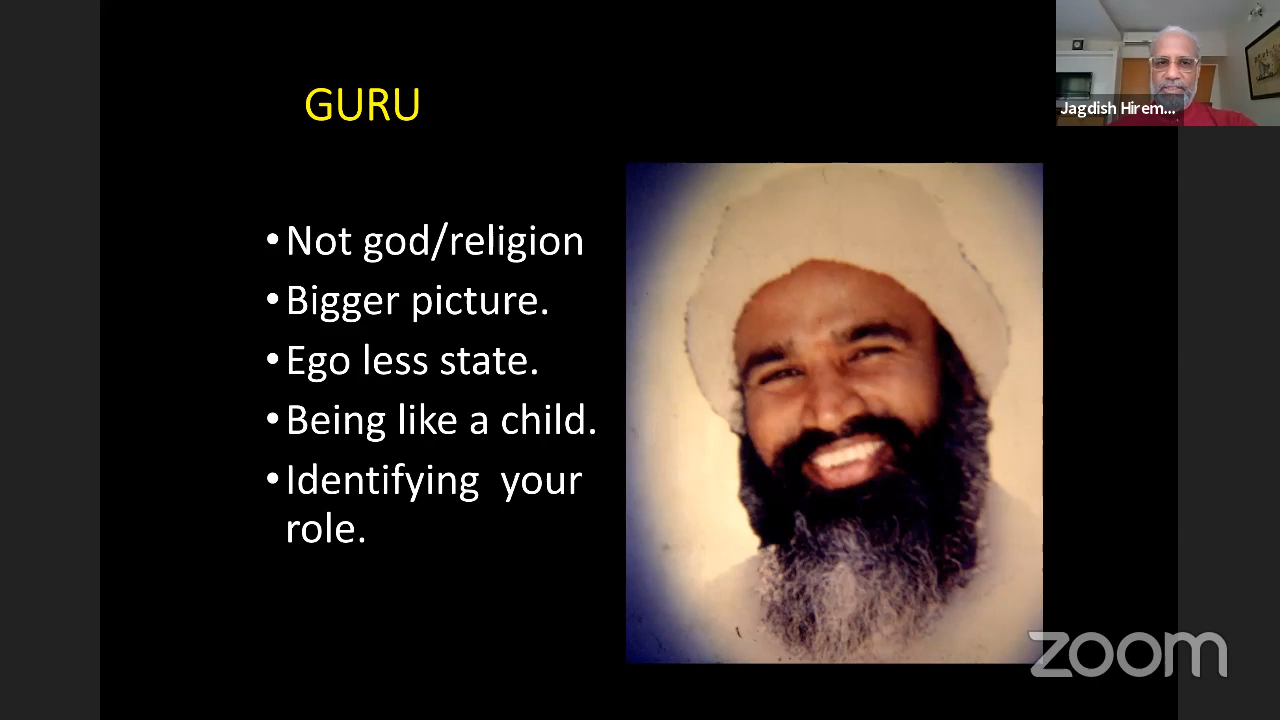 GURU
Jagdish Hirem...
•Not god/religion
•Bigger picture.
•Ego less state.
•Being like a child.
•Identifying  your
role.
zoom